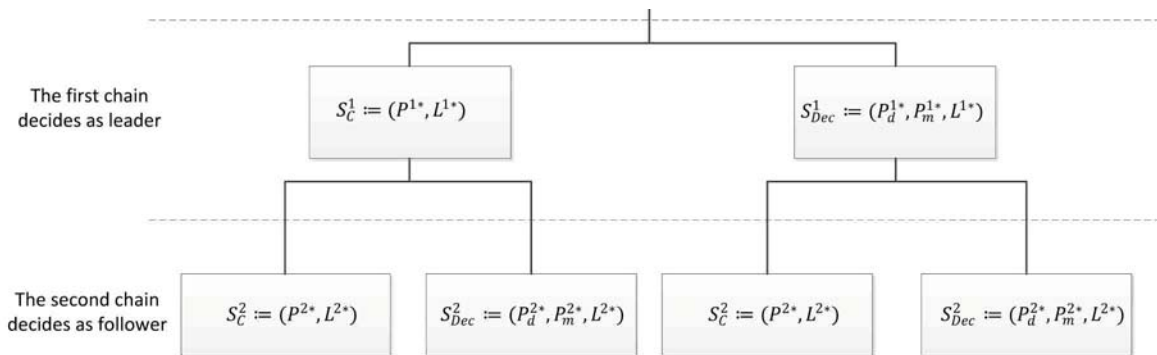 The first chain
decides as leader
S_C^1 ≔ (P^{1*}, L^{1*})
S_{Dec}^1 ≔ (P_d^{1*}, P_m^{1*}, L^{1*})
The second chain
decides as follower
S_C^2 ≔ (P^{2*}, L^{2*})
S_{Dec}^2 ≔ (P_d^{2*}, P_m^{2*}, L^{2*})
S_C^2 ≔ (P^{2*}, L^{2*})
S_{Dec}^2 ≔ (P_d^{2*}, P_m^{2*}, L^{2*})